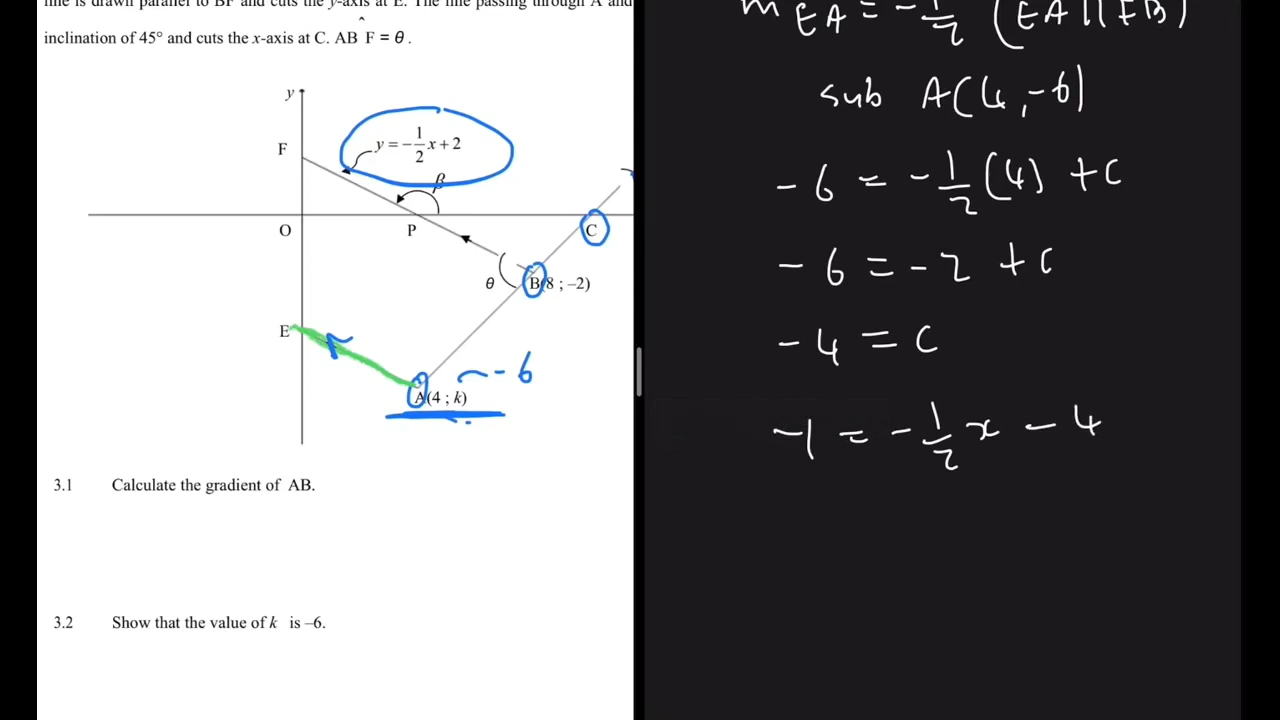 line is drawn parallel to BF and cuts the y-axis at E. The line passing through A and
inclination of 45° and cuts the x-axis at C. AB̂F = θ.
y
F
y = -1/2 x + 2
β
O
P
C
θ
B(8 ; –2)
E
-6
A(4 ; k)
3.1 Calculate the gradient of AB.
3.2 Show that the value of k is –6.
m EA = -1/2 (EA || FB)
sub A(4, -6)
-6 = -1/2 (4) + c
-6 = -2 + c
-4 = c
-1 = -1/2 x - 4